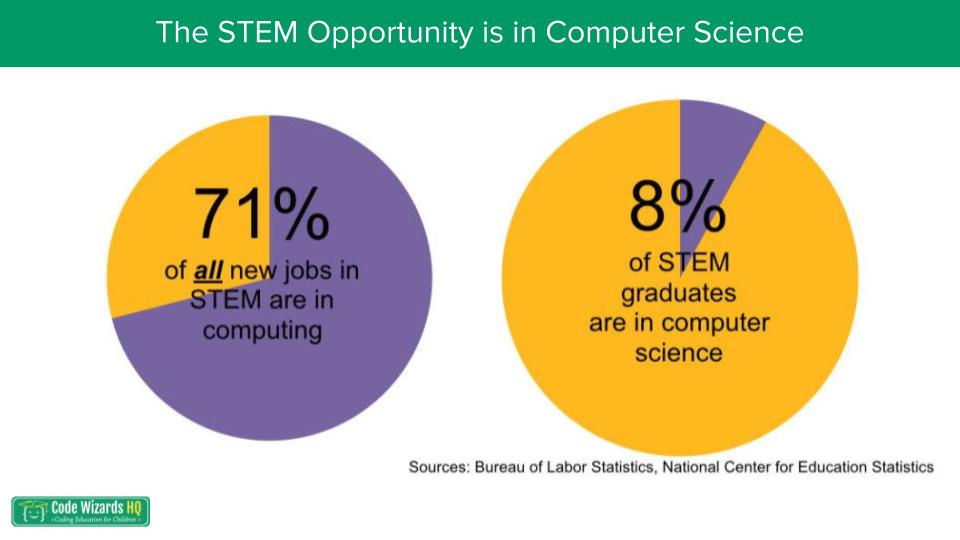 The STEM Opportunity is in Computer Science
71%
of all new jobs in
STEM are in
computing
8%
of STEM
graduates
are in computer
science
Sources: Bureau of Labor Statistics, National Center for Education Statistics
Code Wizards HQ
<Coding Education for Children>